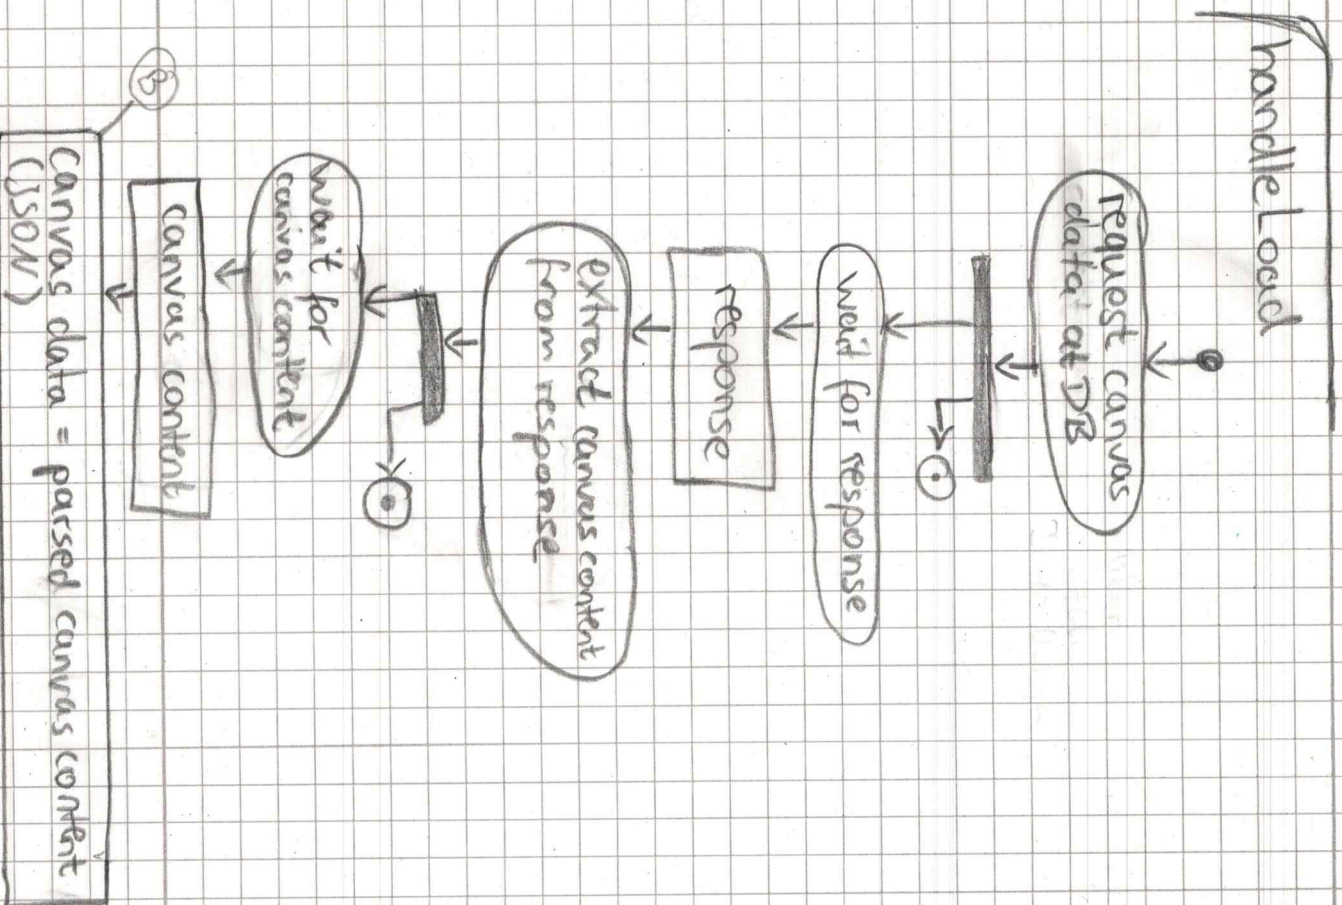 handleLoad
request canvas
data at DB
wait for response
response
extract canvas content
from response
wait for
canvas content
canvas content
B
canvas data = parsed canvas content
(JSON)